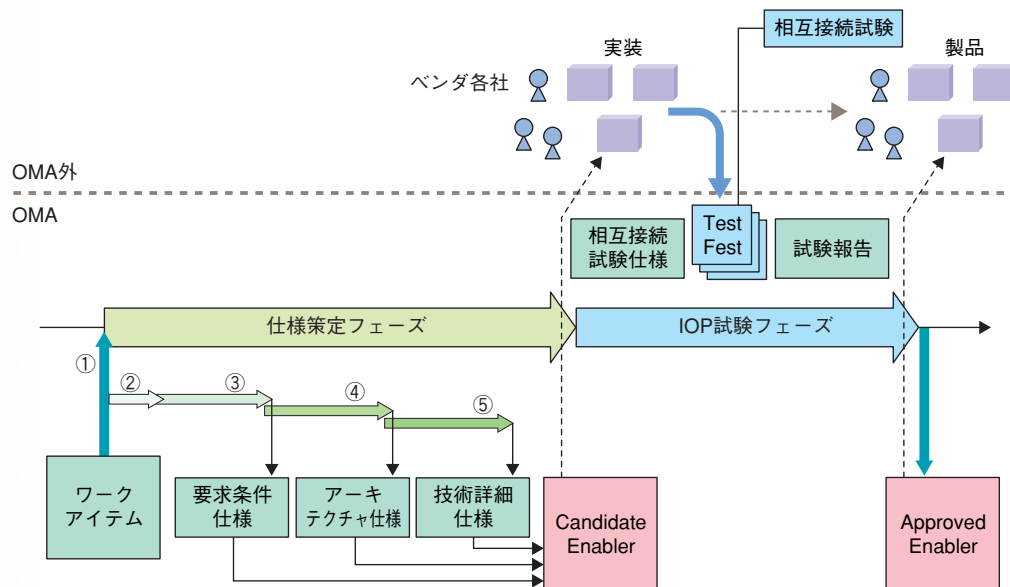 相互接続試験
実装
製品
ベンダ各社
OMA外
OMA
相互接続
試験仕様
Test
Fest
試験報告
仕様策定フェーズ
IOP試験フェーズ
①
②
③
④
⑤
ワーク
アイテム
要求条件
仕様
アーキ
テクチャ仕様
技術詳細
仕様
Candidate
Enabler
Approved
Enabler